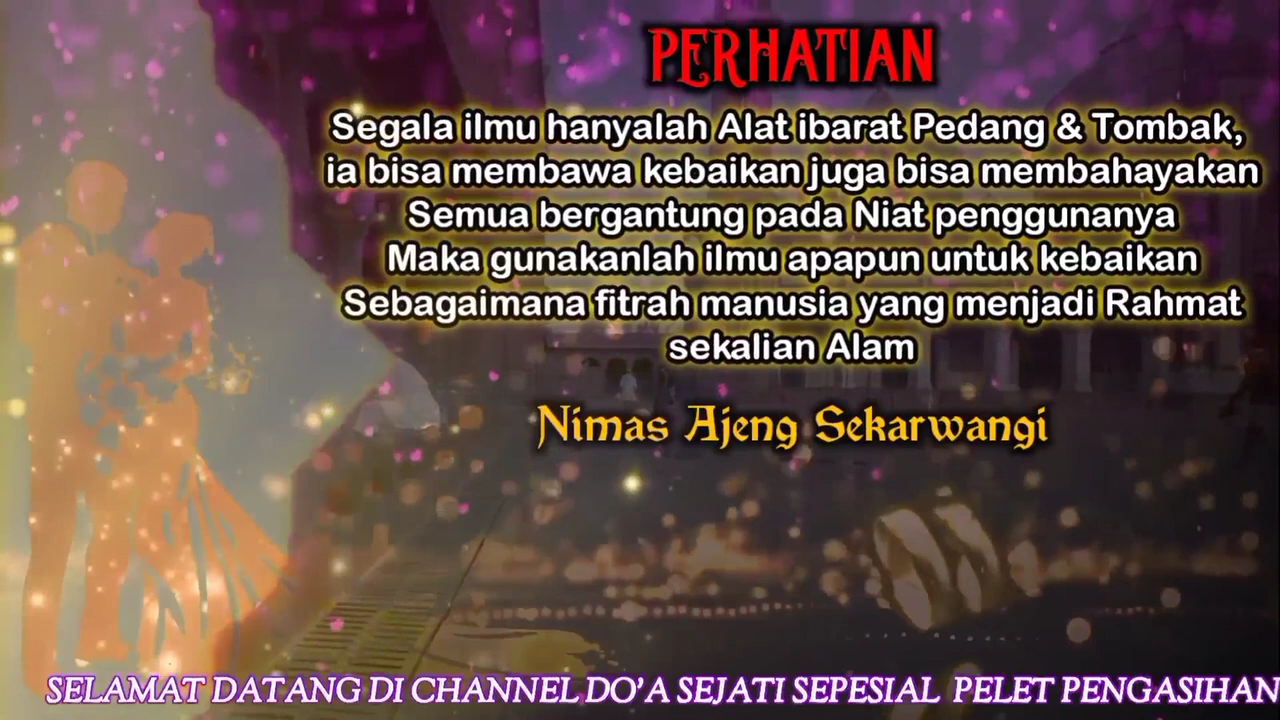 PERHATIAN
Segala ilmu hanyalah Alat ibarat Pedang & Tombak,
ia bisa membawa kebaikan juga bisa membahayakan
Semua bergantung pada Niat penggunanya
Maka gunakanlah ilmu apapun untuk kebaikan
Sebagaimana fitrah manusia yang menjadi Rahmat
sekalian Alam
Nimas Ajeng Sekarwangi
SELAMAT DATANG DI CHANNEL DO'A SEJATI SEPESIAL PELET PENGASIHAN